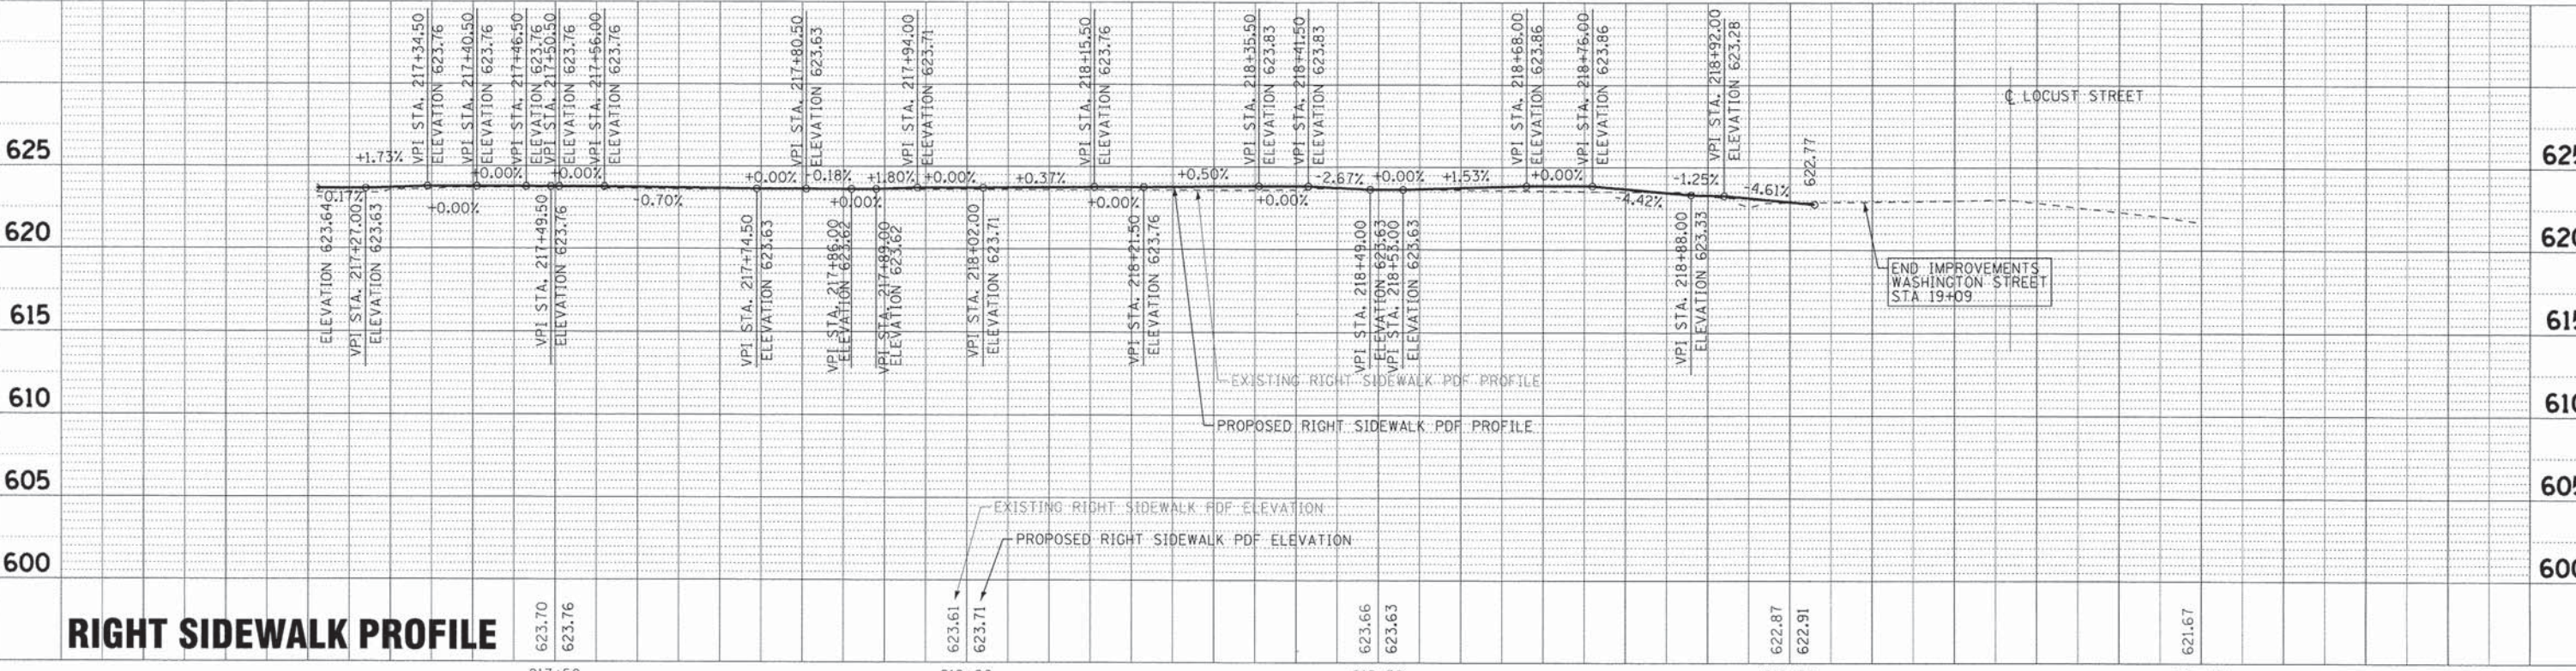 VPI STA. 217+34.50
ELEVATION 623.76
VPI STA. 217+40.50
ELEVATION 623.76
VPI STA. 217+46.50
ELEVATION 623.76
VPI STA. 217+50.50
ELEVATION 623.76
VPI STA. 217+56.00
ELEVATION 623.76
VPI STA. 217+80.50
ELEVATION 623.63
VPI STA. 217+94.00
ELEVATION 623.71
VPI STA. 218+15.50
ELEVATION 623.76
VPI STA. 218+35.50
ELEVATION 623.83
VPI STA. 218+41.50
ELEVATION 623.83
VPI STA. 218+68.00
ELEVATION 623.86
VPI STA. 218+76.00
ELEVATION 623.86
VPI STA. 218+92.00
ELEVATION 623.28
℄ LOCUST STREET
625
625
+1.73%
+0.00%
+0.00%
+0.00%
-0.18%
+1.80%
+0.00%
+0.37%
+0.50%
-2.67%
+0.00%
+1.53%
+0.00%
-1.25%
-4.61%
622.77
-0.17%
+0.00%
-0.70%
+0.00%
+0.00%
+0.00%
-4.42%
ELEVATION 623.64
VPI STA. 217+27.00
ELEVATION 623.63
VPI STA. 217+49.50
ELEVATION 623.76
VPI STA. 217+74.50
ELEVATION 623.63
VPI STA. 217+86.00
ELEVATION 623.62
VPI STA. 217+89.00
ELEVATION 623.62
VPI STA. 218+02.00
ELEVATION 623.71
VPI STA. 218+21.50
ELEVATION 623.76
VPI STA. 218+49.00
ELEVATION 623.63
VPI STA. 218+53.00
ELEVATION 623.63
VPI STA. 218+88.00
ELEVATION 623.33
620
620
END IMPROVEMENTS
WASHINGTON STREET
STA 19+09
615
615
EXISTING RIGHT SIDEWALK PDF PROFILE
610
610
PROPOSED RIGHT SIDEWALK PDF PROFILE
605
605
EXISTING RIGHT SIDEWALK PDF ELEVATION
PROPOSED RIGHT SIDEWALK PDF ELEVATION
600
600
RIGHT SIDEWALK PROFILE
623.70
623.76
623.61
623.71
623.66
623.63
622.87
622.91
621.67